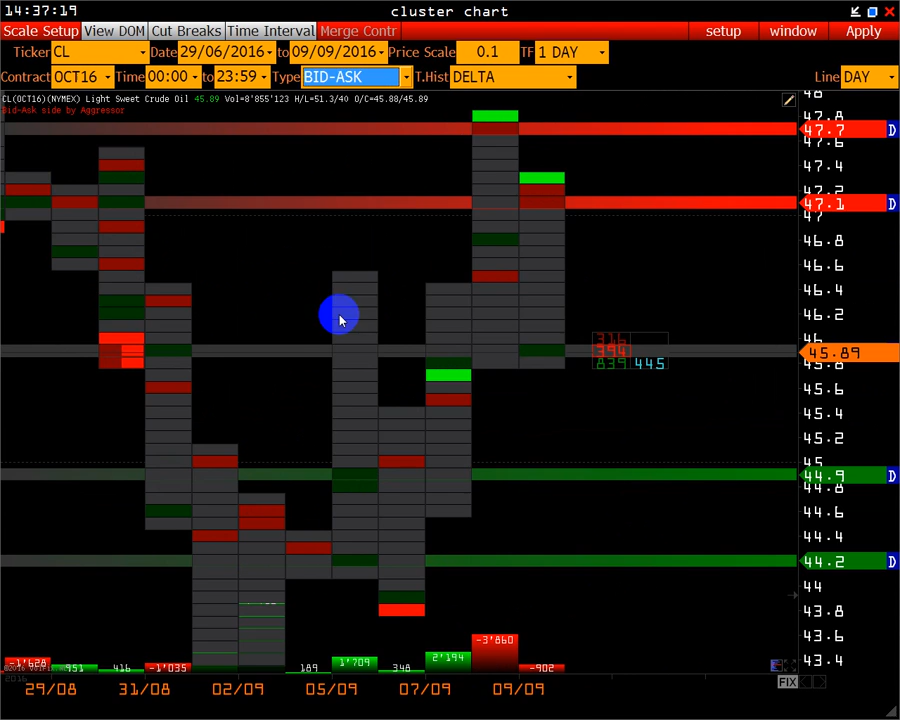 14:37:19 cluster chart
Scale Setup View DOM Cut Breaks Time Interval Merge Contr setup window Apply
Ticker CL Date 29/06/2016 to 09/09/2016 Price Scale 0.1 TF 1 DAY
Contract OCT16 Time 00:00 to 23:59 Type BID-ASK T.Hist DELTA Line DAY
CL(OCT16)(NYMEX) Light Sweet Crude Oil 45.89 Vol=8'855'123 H/L=51.3/40 O/C=45.88/45.89
Bid-Ask side by Aggressor
48
47.8
47.7 D
47.6
47.4
47.2
47.1 D
47
46.8
46.6
46.4
46.2
46
316
394
45.89
839 445
45.8
45.6
45.4
45.2
45
44.9 D
44.8
44.6
44.4
44.2 D
44
43.8
43.6
43.4
-1'628 951 416 -1'035 189 1'709 348 2'194 -3'860 -902
2016
FIX
29/08 31/08 02/09 05/09 07/09 09/09